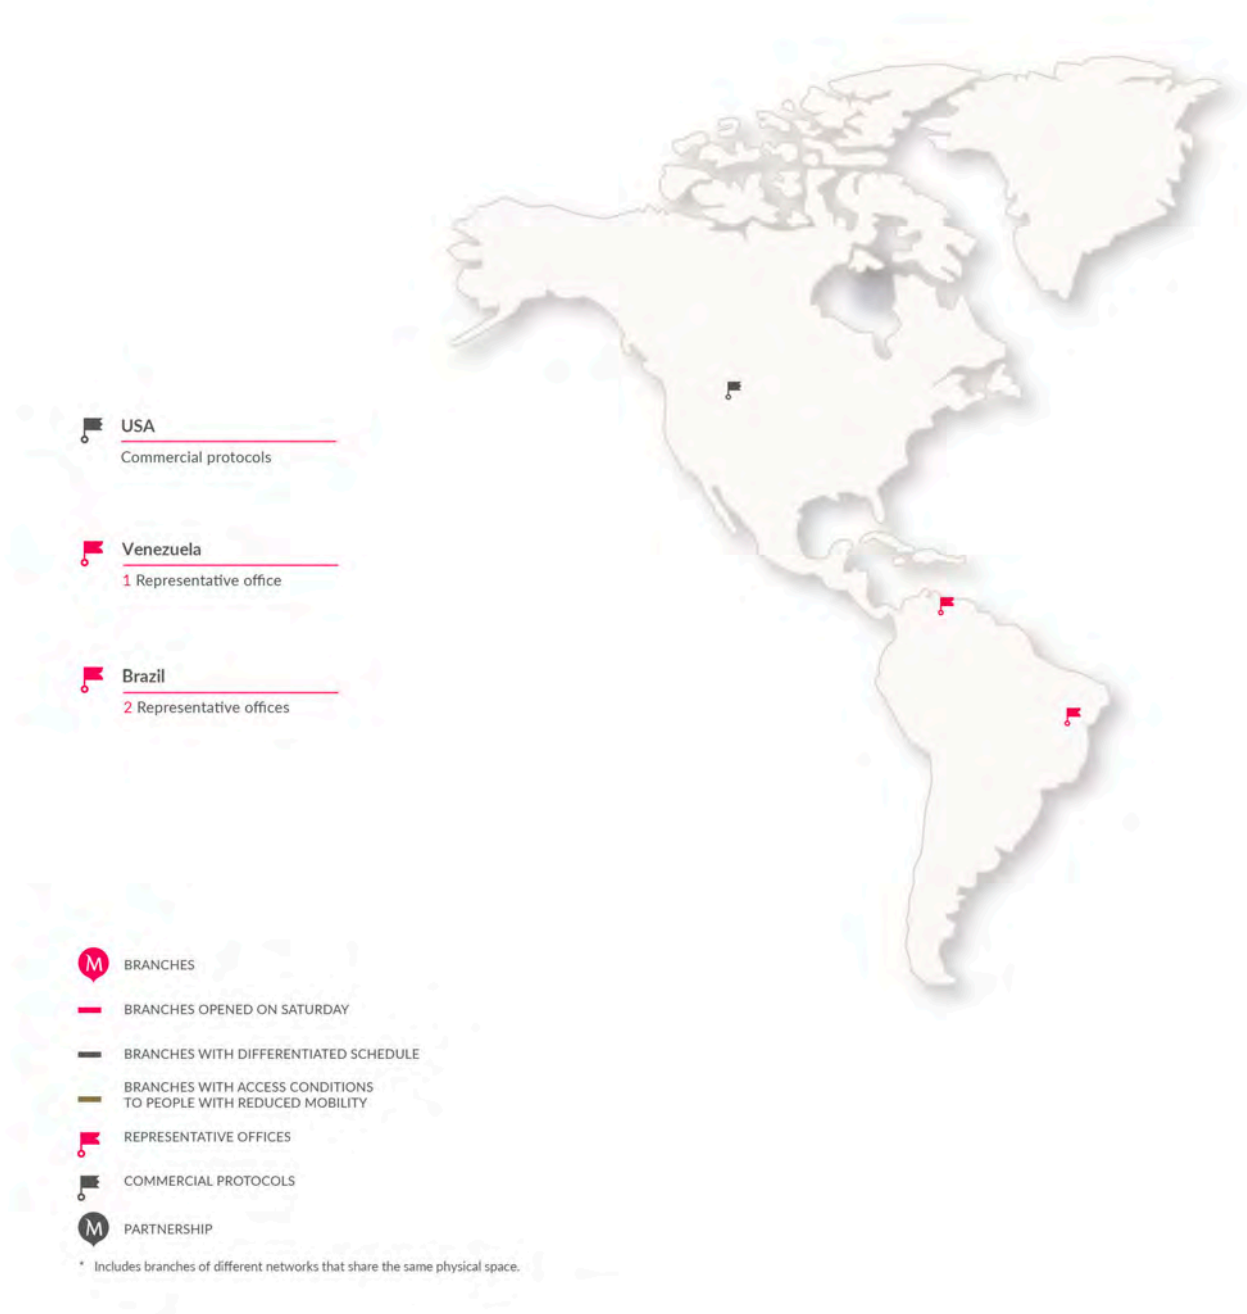 USA
Commercial protocols
Venezuela
1 Representative office
Brazil
2 Representative offices
M BRANCHES
BRANCHES OPENED ON SATURDAY
BRANCHES WITH DIFFERENTIATED SCHEDULE
BRANCHES WITH ACCESS CONDITIONS
TO PEOPLE WITH REDUCED MOBILITY
REPRESENTATIVE OFFICES
COMMERCIAL PROTOCOLS
M PARTNERSHIP
* Includes branches of different networks that share the same physical space.